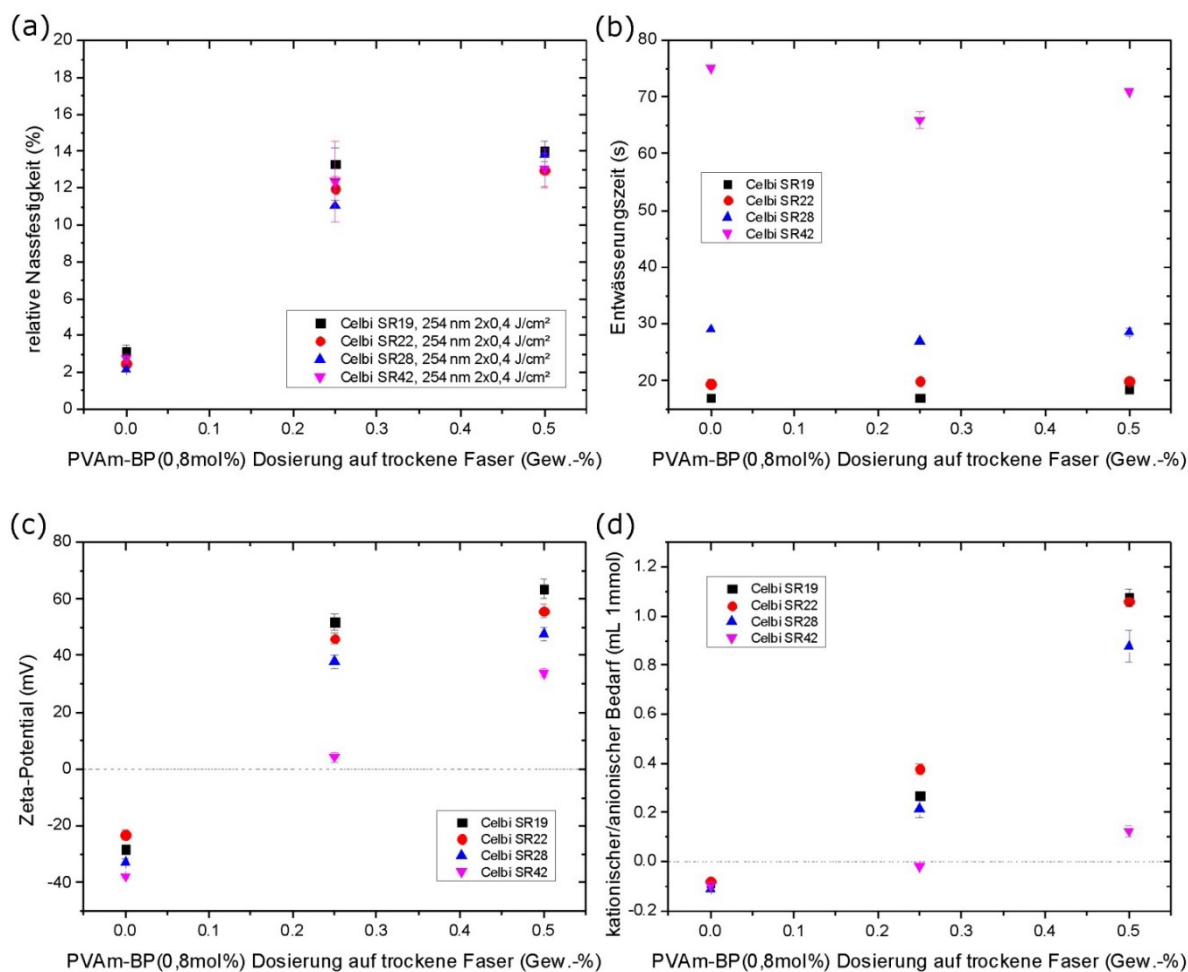 (a)
20
18
16
14
12
10
8
6
4
2
0
relative Nassfestigkeit (%)
Celbi SR19, 254 nm 2x0,4 J/cm²
Celbi SR22, 254 nm 2x0,4 J/cm²
Celbi SR28, 254 nm 2x0,4 J/cm²
Celbi SR42, 254 nm 2x0,4 J/cm²
0.0 0.1 0.2 0.3 0.4 0.5
PVAm-BP(0,8mol%) Dosierung auf trockene Faser (Gew.-%)
(b)
80
70
60
50
40
30
20
Entwässerungszeit (s)
Celbi SR19
Celbi SR22
Celbi SR28
Celbi SR42
0.0 0.1 0.2 0.3 0.4 0.5
PVAm-BP(0,8mol%) Dosierung auf trockene Faser (Gew.-%)
(c)
80
60
40
20
0
-20
-40
Zeta-Potential (mV)
Celbi SR19
Celbi SR22
Celbi SR28
Celbi SR42
0.0 0.1 0.2 0.3 0.4 0.5
PVAm-BP(0,8mol%) Dosierung auf trockene Faser (Gew.-%)
(d)
1.2
1.0
0.8
0.6
0.4
0.2
0.0
-0.2
kationischer/anionischer Bedarf (mL 1mmol)
Celbi SR19
Celbi SR22
Celbi SR28
Celbi SR42
0.0 0.1 0.2 0.3 0.4 0.5
PVAm-BP(0,8mol%) Dosierung auf trockene Faser (Gew.-%)